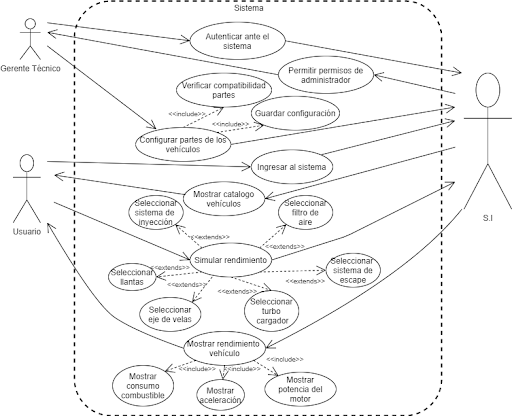 Sistema
Autenticar ante el
sistema
Gerente Técnico
Permitir permisos de
administrador
Verificar compatibilidad
partes
<<include>>
Guardar configuración
<<include>>
Configurar partes de los
vehículos
Ingresar al sistema
Usuario
Mostrar catalogo
vehículos
S.I
Seleccionar
sistema de
inyección
Seleccionar
filtro de
aire
<<extends>>
<<extends>>
Simular rendimiento
Seleccionar
sistema de
escape
Seleccionar
llantas
<<extends>>
<<extends>>
<<extends>>
<<extends>>
Seleccionar
eje de velas
Seleccionar
turbo
cargador
Mostrar rendimiento
vehículo
<<include>>
<<include>>
<<include>>
Mostrar
consumo
combustible
Mostrar
aceleración
Mostrar
potencia del
motor